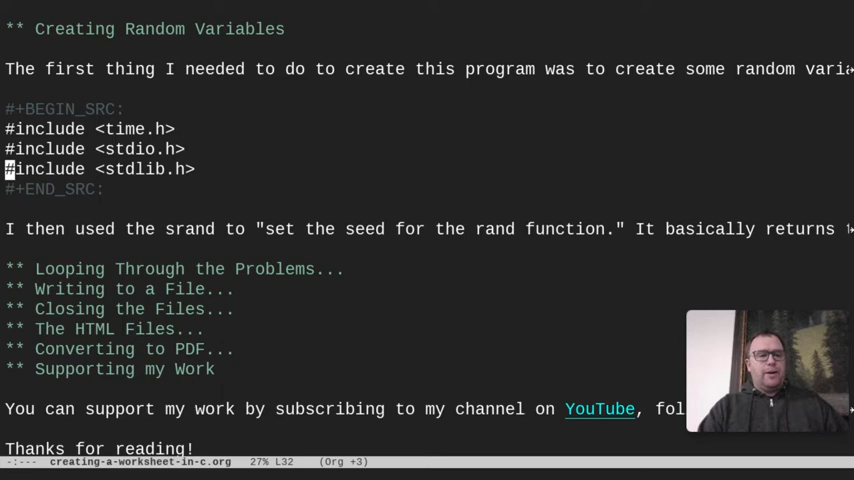 ** Creating Random Variables
The first thing I needed to do to create this program was to create some random
#+BEGIN_SRC:
#include <time.h>
#include <stdio.h>
#include <stdlib.h>
#+END_SRC:
I then used the srand to "set the seed for the rand function." It basically returns
** Looping Through the Problems...
** Writing to a File...
** Closing the Files...
** The HTML Files...
** Converting to PDF...
** Supporting my Work
You can support my work by subscribing to my channel on YouTube,
Thanks for reading!
-:--- creating-a-worksheet-in-c.org 27% L32 (Org +3)